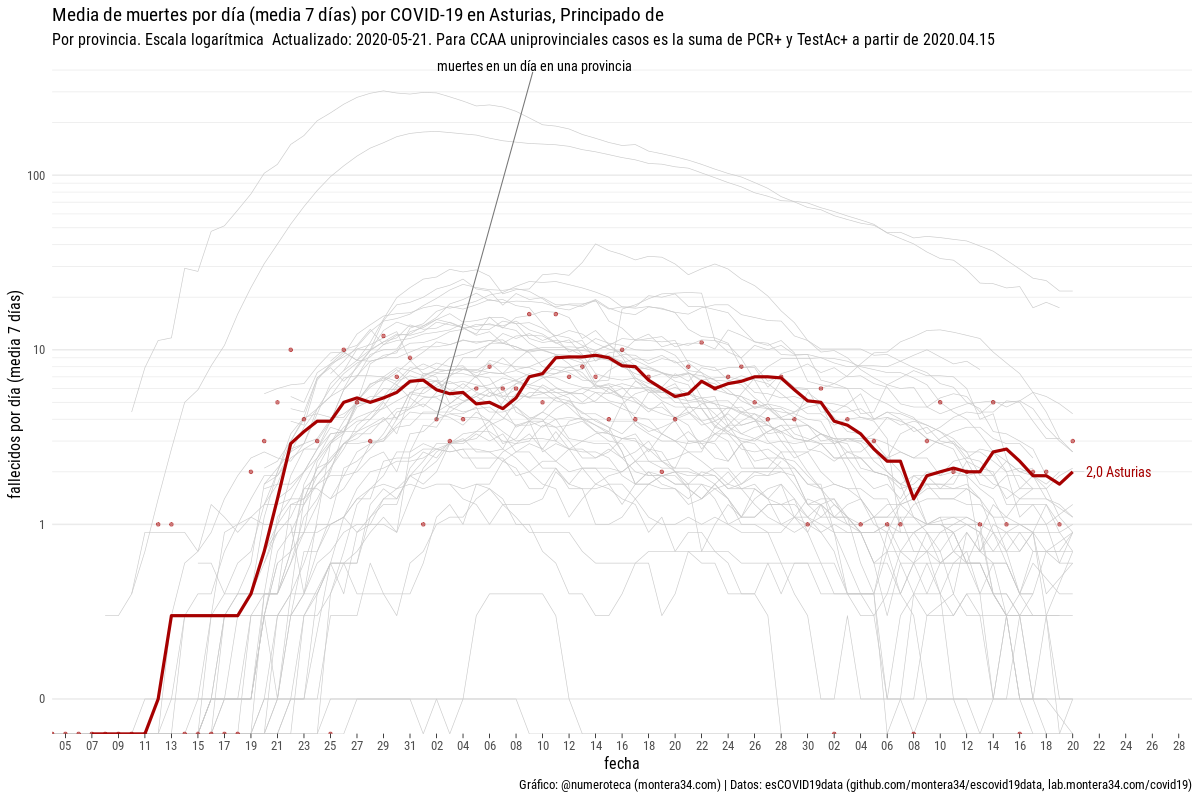 Media de muertes por día (media 7 días) por COVID-19 en Asturias, Principado de
Por provincia. Escala logarítmica  Actualizado: 2020-05-21. Para CCAA uniprovinciales casos es la suma de PCR+ y TestAc+ a partir de 2020.04.15
muertes en un día en una provincia
fallecidos por día (media 7 días)
100
10
1
0
2,0 Asturias
05 07 09 11 13 15 17 19 21 23 25 27 29 31 02 04 06 08 10 12 14 16 18 20 22 24 26 28 30 02 04 06 08 10 12 14 16 18 20 22 24 26 28
fecha
Gráfico: @numeroteca (montera34.com) | Datos: esCOVID19data (github.com/montera34/escovid19data, lab.montera34.com/covid19)